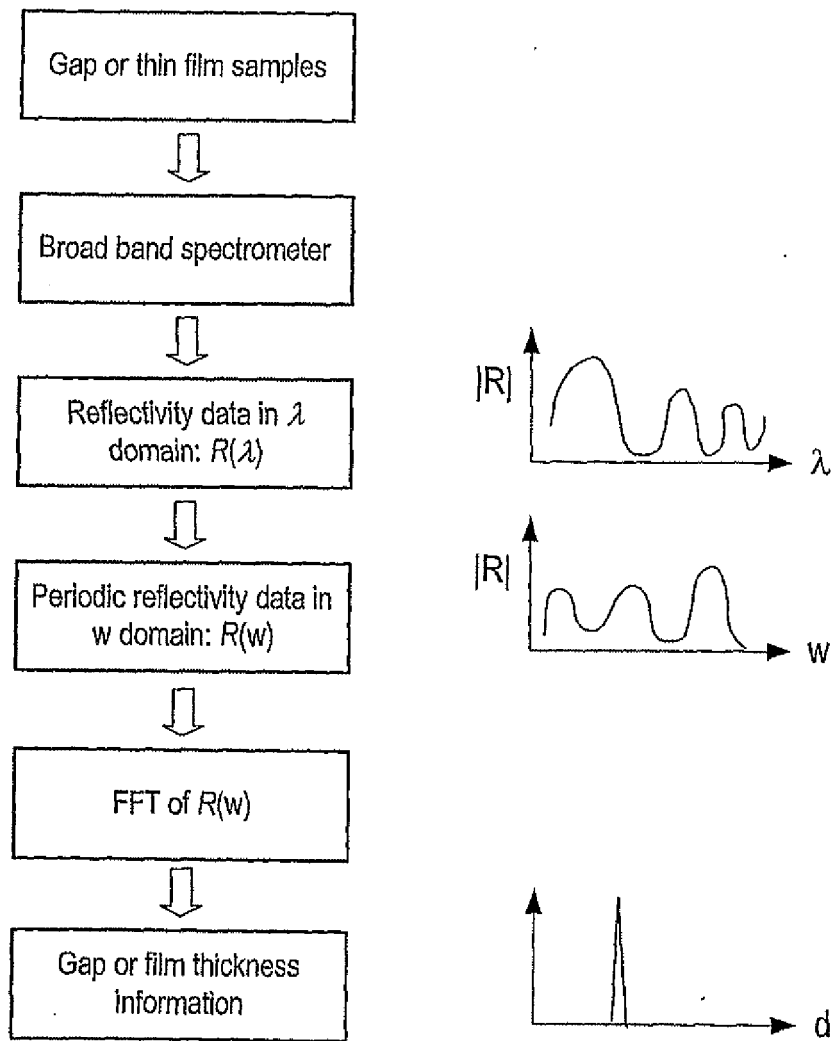 Gap or thin film samples
Broad band spectrometer
Reflectivity data in λ
domain: R(λ)
|R|
λ
Periodic reflectivity data in
w domain: R(w)
|R|
w
FFT of R(w)
Gap or film thickness
Information
d